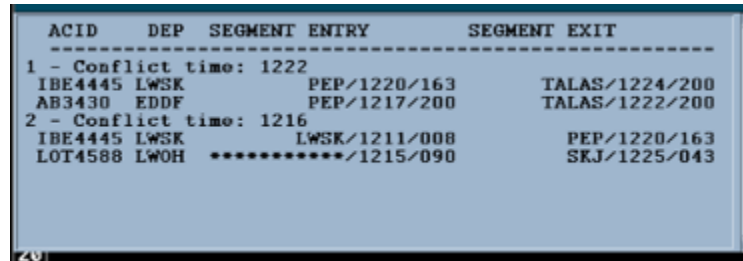 ACID DEP SEGMENT ENTRY SEGMENT EXIT
------------------------------------------------------------
1 - Conflict time: 1222
IBE4445 LWSK PEP/1220/163 TALAS/1224/200
AB3430 EDDF PEP/1217/200 TALAS/1222/200
2 - Conflict time: 1216
IBE4445 LWSK LWSK/1211/008 PEP/1220/163
LOT4588 LWOH ***********/1215/090 SKJ/1225/043
20